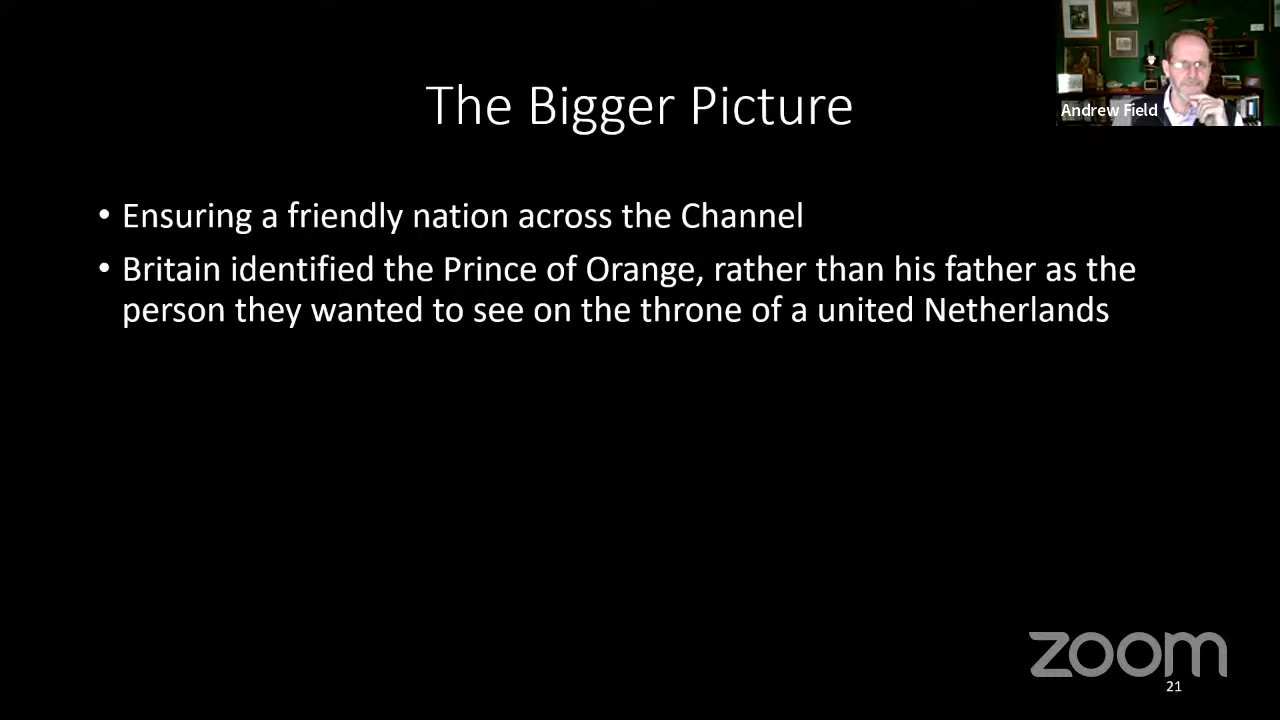 Andrew Field
The Bigger Picture
• Ensuring a friendly nation across the Channel
• Britain identified the Prince of Orange, rather than his father as the
person they wanted to see on the throne of a united Netherlands
zoom
21